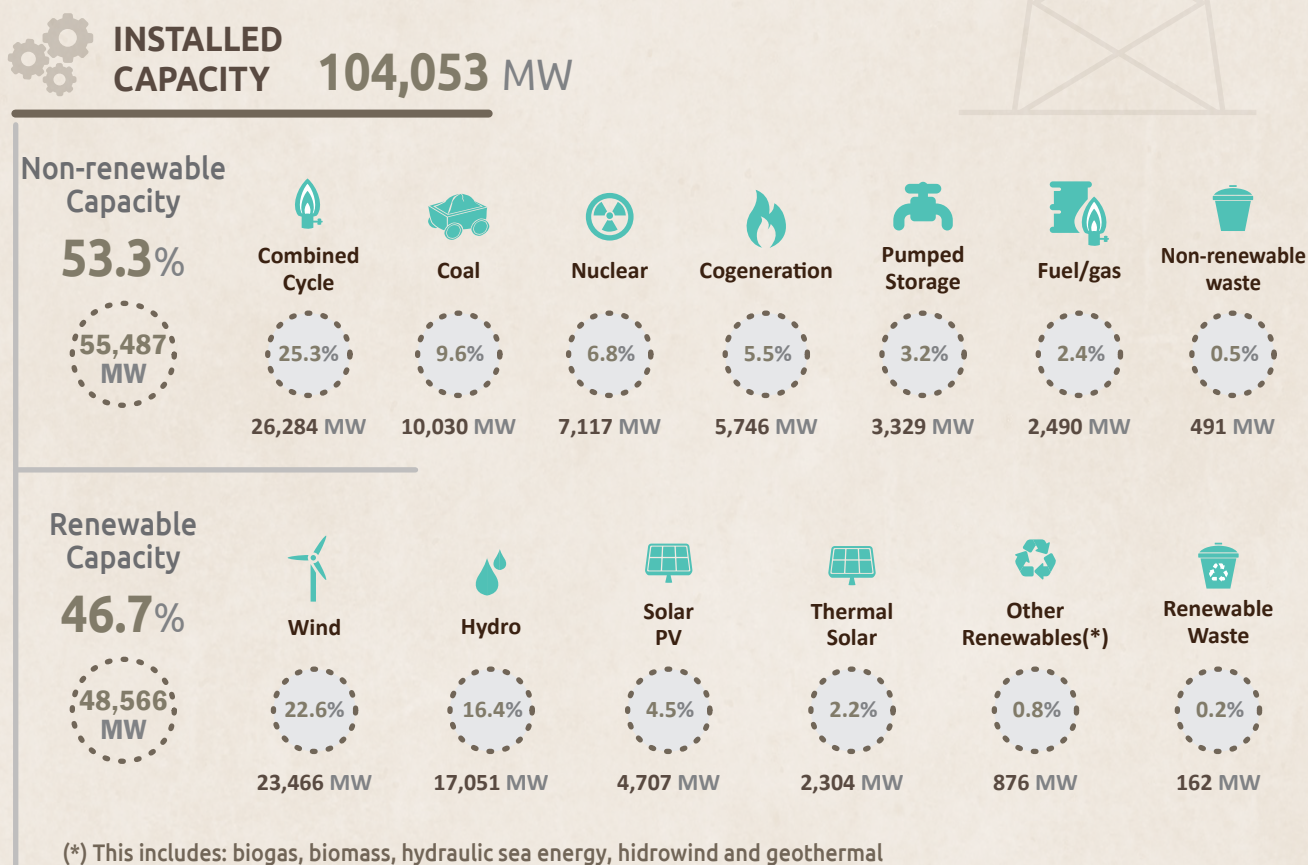 INSTALLED
CAPACITY 104,053 MW
Non-renewable
Capacity
53.3%
55,487
MW
Combined
Cycle
25.3%
26,284 MW
Coal
9.6%
10,030 MW
Nuclear
6.8%
7,117 MW
Cogeneration
5.5%
5,746 MW
Pumped
Storage
3.2%
3,329 MW
Fuel/gas
2.4%
2,490 MW
Non-renewable
waste
0.5%
491 MW
Renewable
Capacity
46.7%
48,566
MW
Wind
22.6%
23,466 MW
Hydro
16.4%
17,051 MW
Solar
PV
4.5%
4,707 MW
Thermal
Solar
2.2%
2,304 MW
Other
Renewables(*)
0.8%
876 MW
Renewable
Waste
0.2%
162 MW
(*) This includes: biogas, biomass, hydraulic sea energy, hidrowind and geothermal